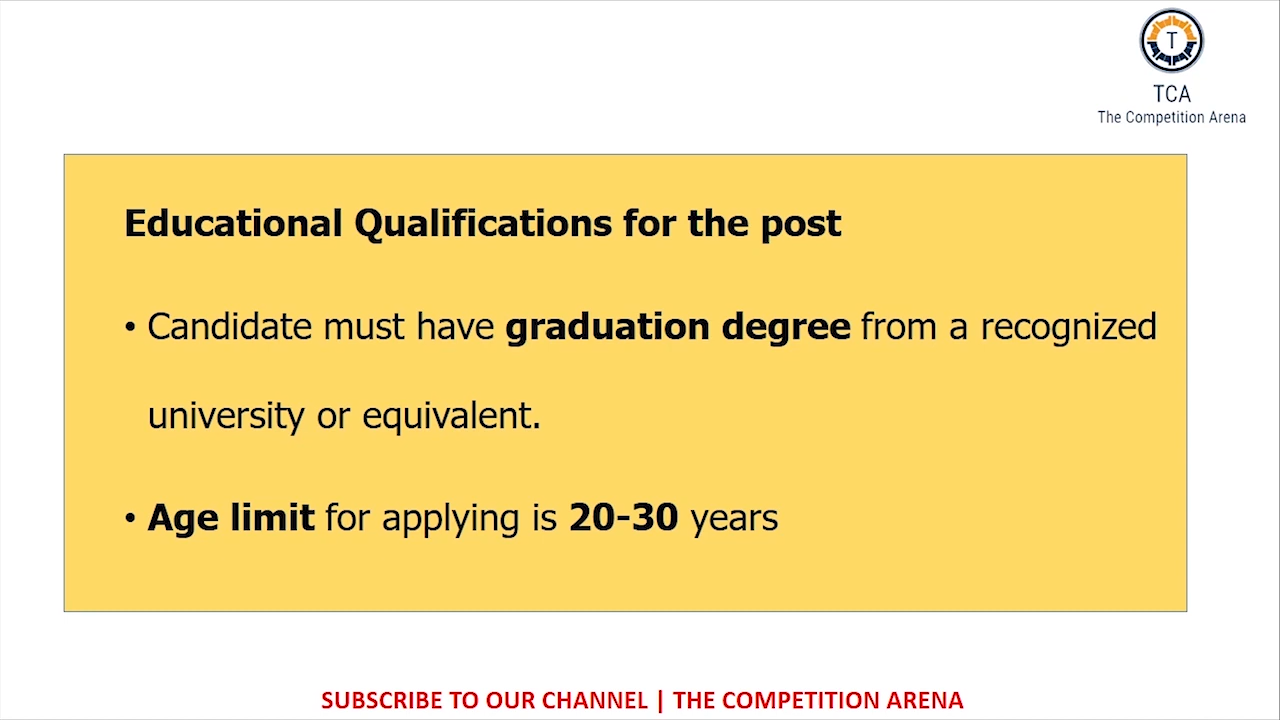 T
TCA
The Competition Arena
Educational Qualifications for the post
• Candidate must have graduation degree from a recognized
university or equivalent.
• Age limit for applying is 20-30 years
SUBSCRIBE TO OUR CHANNEL | THE COMPETITION ARENA